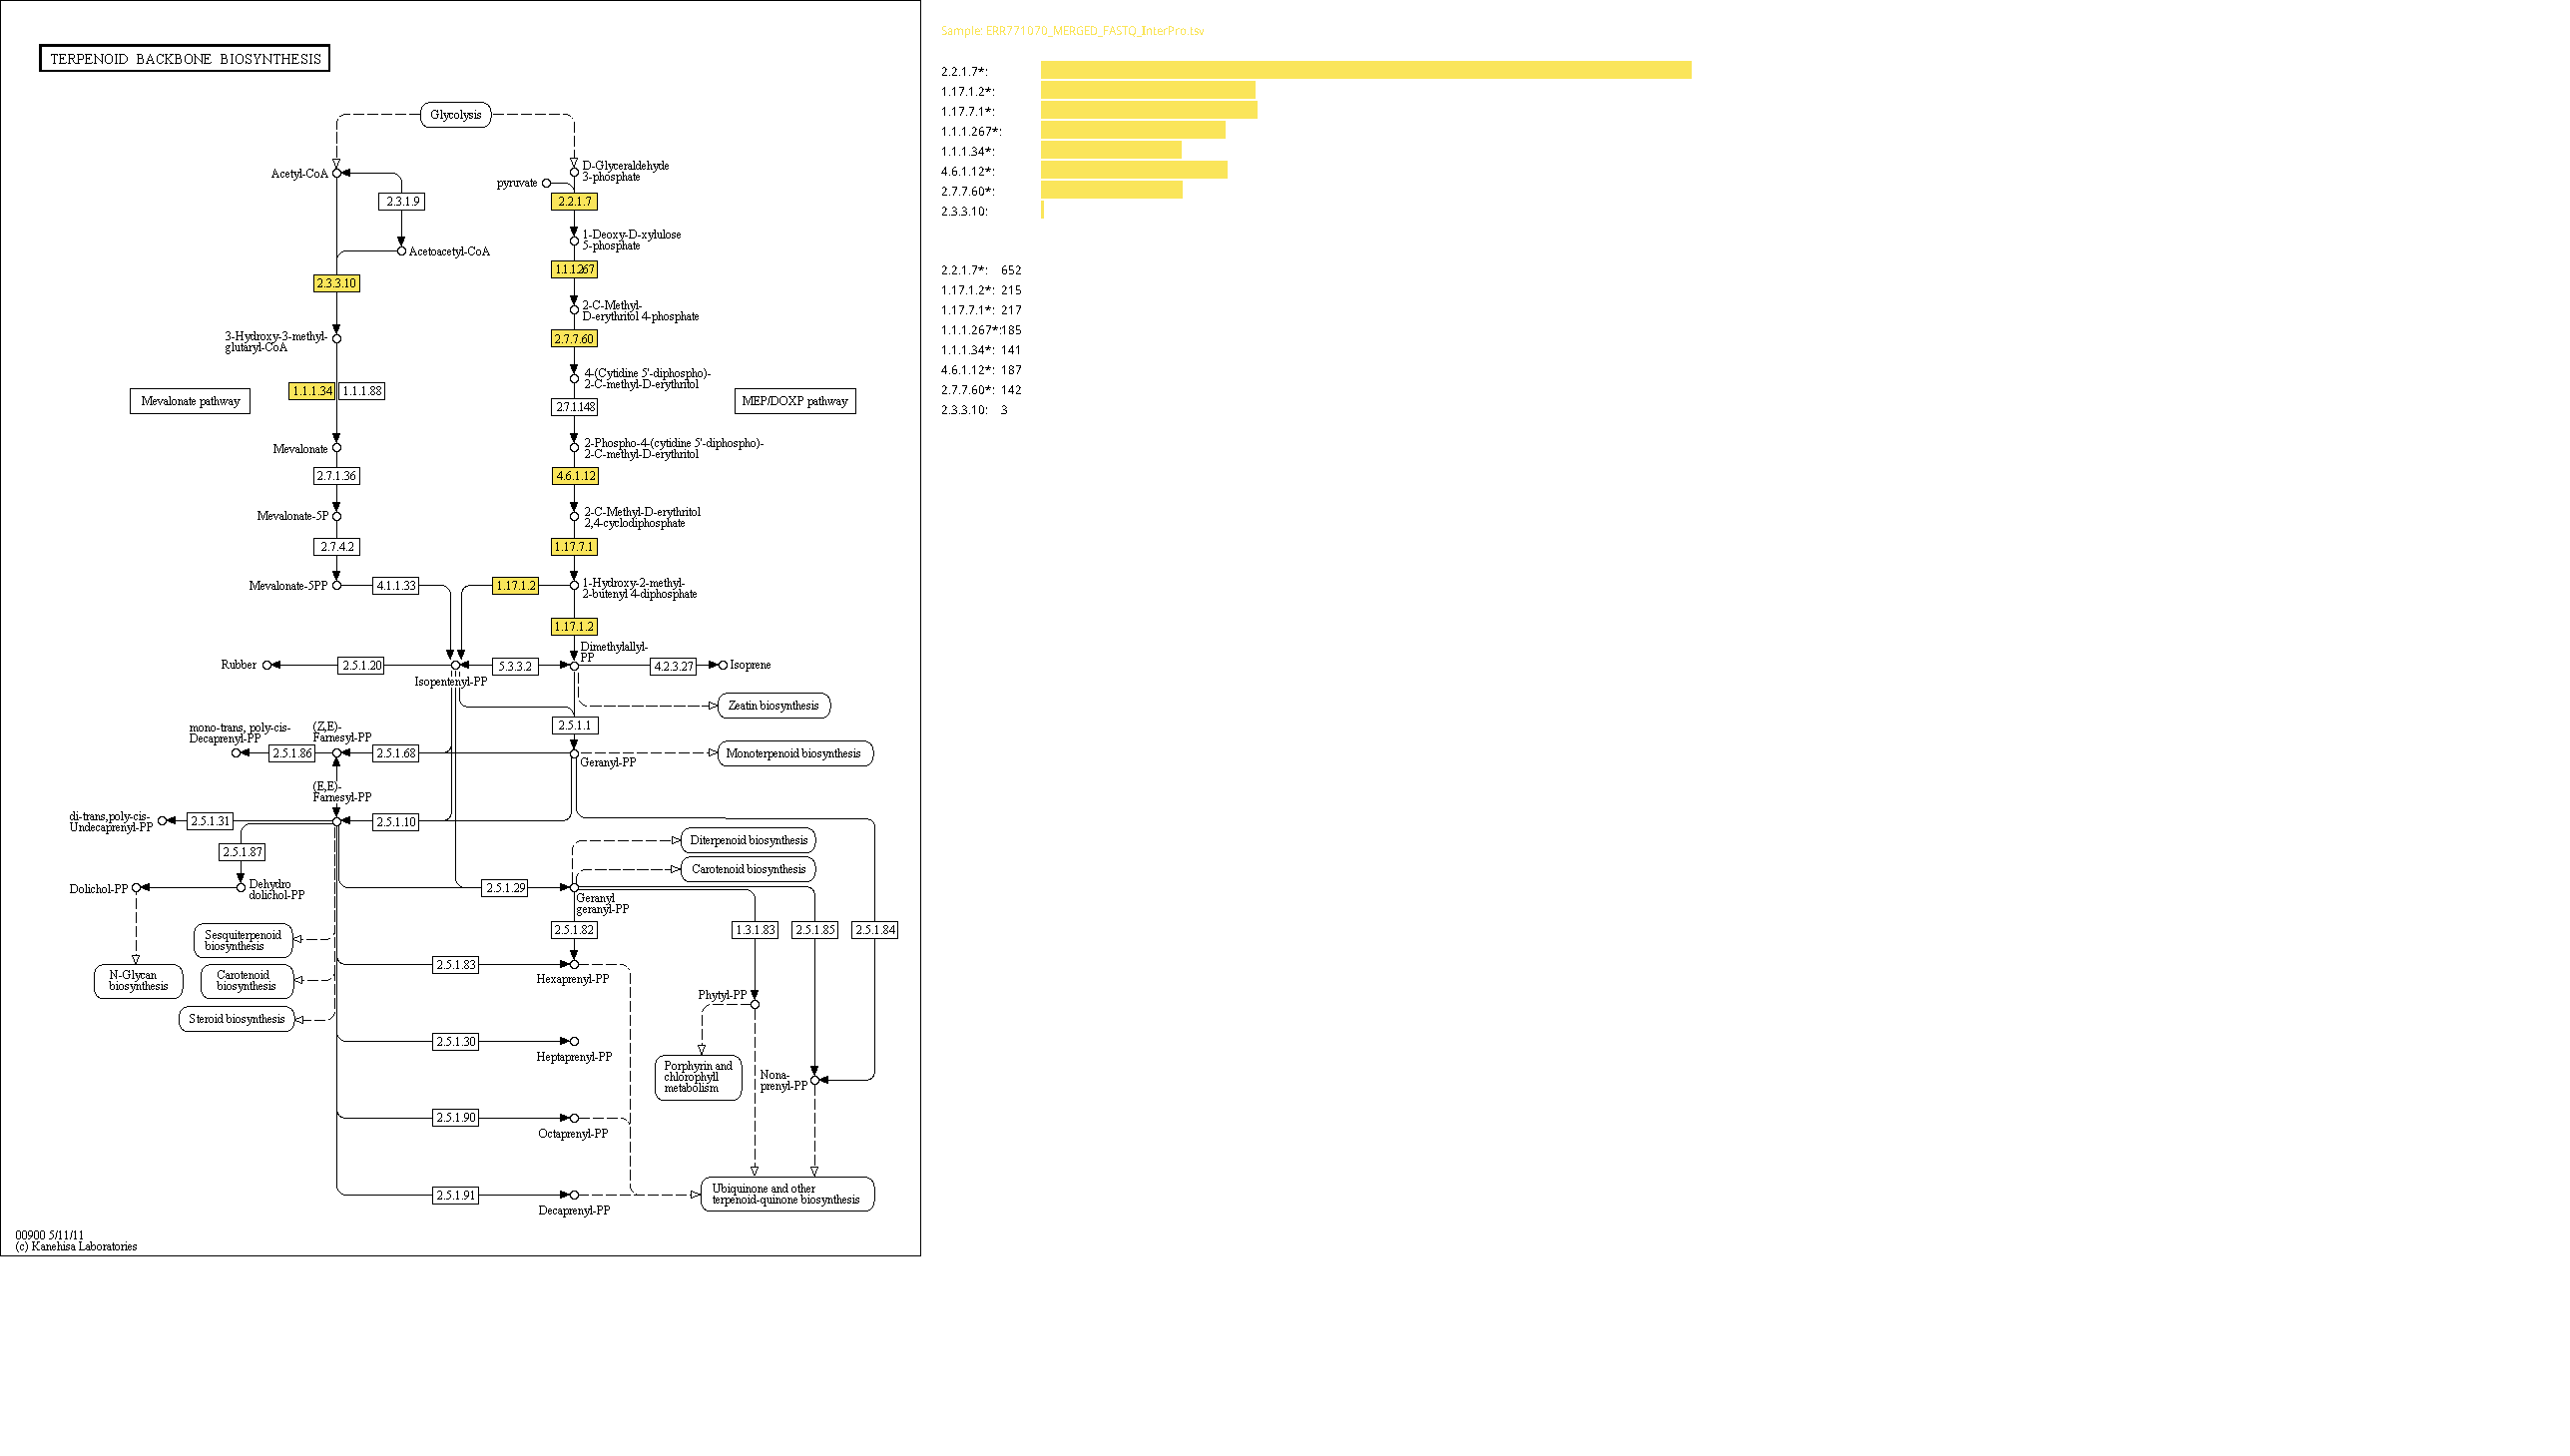 TERPENOID BACKBONE BIOSYNTHESIS
Glycolysis
Acetyl-CoA
D-Glyceraldehyde
3-phosphate
pyruvate
2.3.1.9
2.2.1.7
1-Deoxy-D-xylulose
5-phosphate
Acetoacetyl-CoA
1.1.1.267
2.3.3.10
2-C-Methyl-
D-erythritol 4-phosphate
3-Hydroxy-3-methyl-
glutaryl-CoA
2.7.7.60
4-(Cytidine 5'-diphospho)-
2-C-methyl-D-erythritol
1.1.1.34
1.1.1.88
Mevalonate pathway
MEP/DOXP pathway
2.7.1.148
Mevalonate
2-Phospho-4-(cytidine 5'-diphospho)-
2-C-methyl-D-erythritol
2.7.1.36
4.6.1.12
Mevalonate-5P
2-C-Methyl-D-erythritol
2,4-cyclodiphosphate
2.7.4.2
1.17.7.1
Mevalonate-5PP
4.1.1.33
1.17.1.2
1-Hydroxy-2-methyl-
2-butenyl 4-diphosphate
1.17.1.2
Dimethylallyl-
PP
Rubber
2.5.1.20
5.3.3.2
4.2.3.27
Isoprene
Isopentenyl-PP
Zeatin biosynthesis
2.5.1.1
mono-trans, poly-cis-
Decaprenyl-PP
(Z,E)-
Farnesyl-PP
2.5.1.86
2.5.1.68
Monoterpenoid biosynthesis
Geranyl-PP
(E,E)-
Farnesyl-PP
di-trans,poly-cis-
Undecaprenyl-PP
2.5.1.31
2.5.1.10
Diterpenoid biosynthesis
2.5.1.87
Carotenoid biosynthesis
Dolichol-PP
Dehydro
dolichol-PP
2.5.1.29
Geranyl
geranyl-PP
2.5.1.82
1.3.1.83
2.5.1.85
2.5.1.84
Sesquiterpenoid
biosynthesis
2.5.1.83
N-Glycan
biosynthesis
Carotenoid
biosynthesis
Hexaprenyl-PP
Phytyl-PP
Steroid biosynthesis
2.5.1.30
Heptaprenyl-PP
Porphyrin and
chlorophyll
metabolism
Nona-
prenyl-PP
2.5.1.90
Octaprenyl-PP
2.5.1.91
Ubiquinone and other
terpenoid-quinone biosynthesis
Decaprenyl-PP
00900 5/11/11
(c) Kanehisa Laboratories
Sample: ERR771070_MERGED_FASTQ_InterPro.tsv
2.2.1.7*:
1.17.1.2*:
1.17.7.1*:
1.1.1.267*:
1.1.1.34*:
4.6.1.12*:
2.7.7.60*:
2.3.3.10:
2.2.1.7*: 652
1.17.1.2*: 215
1.17.7.1*: 217
1.1.1.267*:185
1.1.1.34*: 141
4.6.1.12*: 187
2.7.7.60*: 142
2.3.3.10: 3